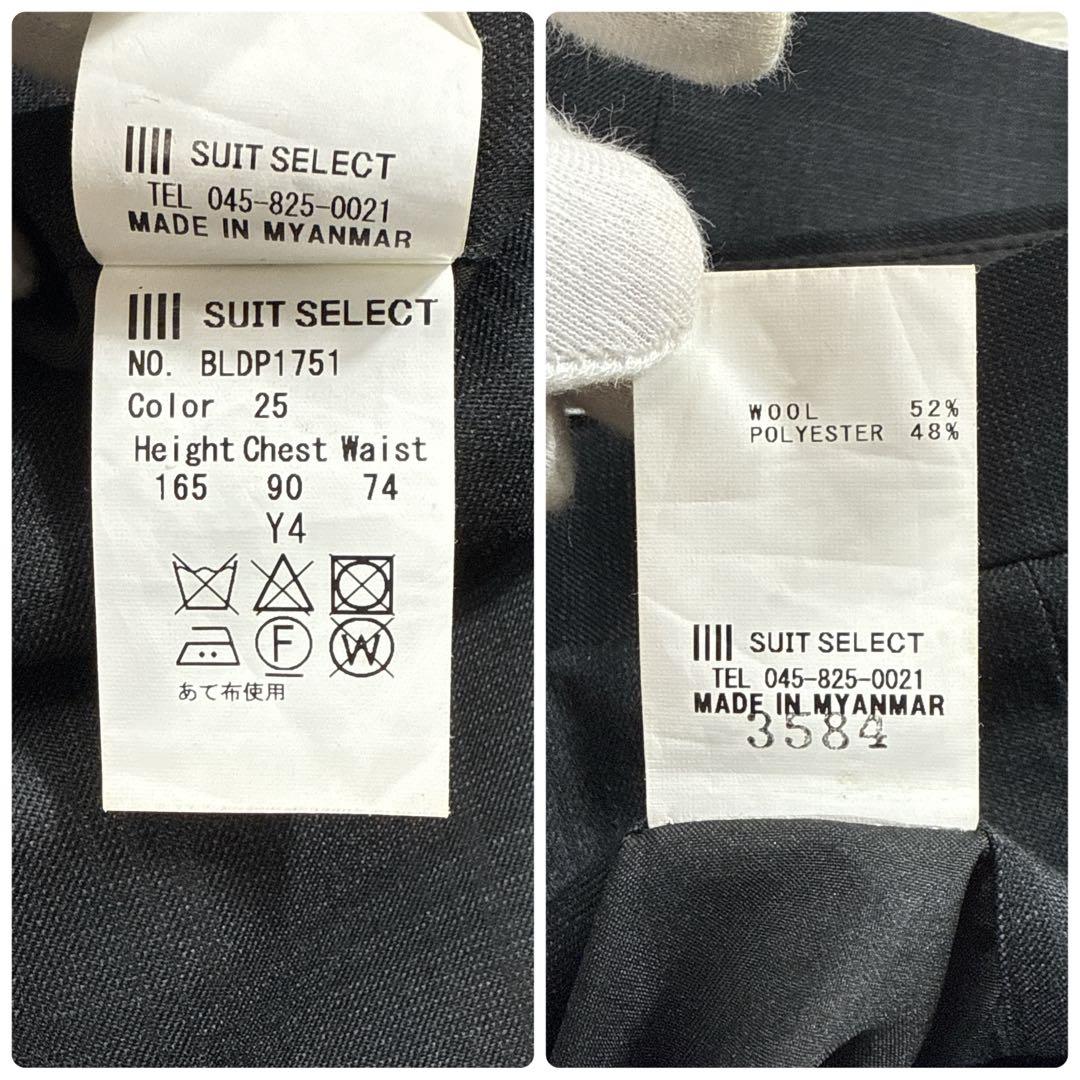 SUIT SELECT
TEL 045-825-0021
MADE IN MYANMAR
SUIT SELECT
NO. BLDP1751
Color 25
Height Chest Waist
165 90 74
Y4
F
W
あて布使用
WOOL 52%
POLYESTER 48%
SUIT SELECT
TEL 045-825-0021
MADE IN MYANMAR
3584